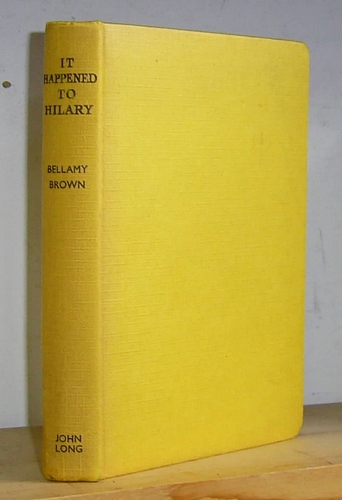 IT
HAPPENED
TO
HILARY
BELLAMY
BROWN
JOHN
LONG